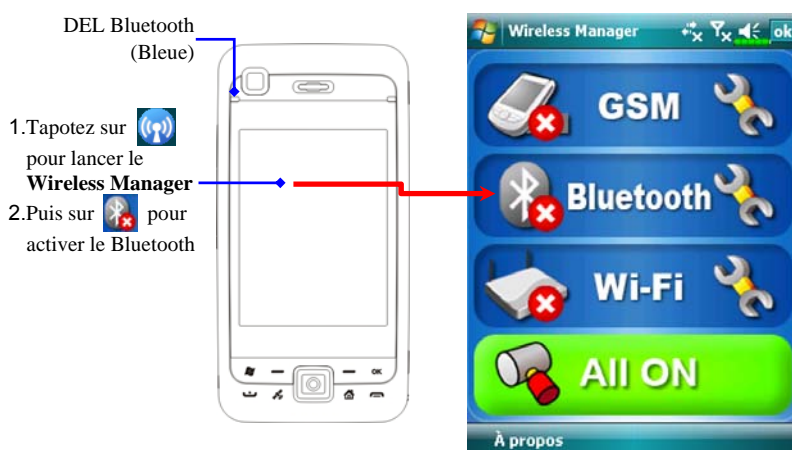 DEL Bluetooth
(Bleue)
1.Tapotez sur
pour lancer le
Wireless Manager
2.Puis sur pour
activer le Bluetooth
OK
Wireless Manager ok
GSM
Bluetooth
Wi-Fi
All ON
À propos